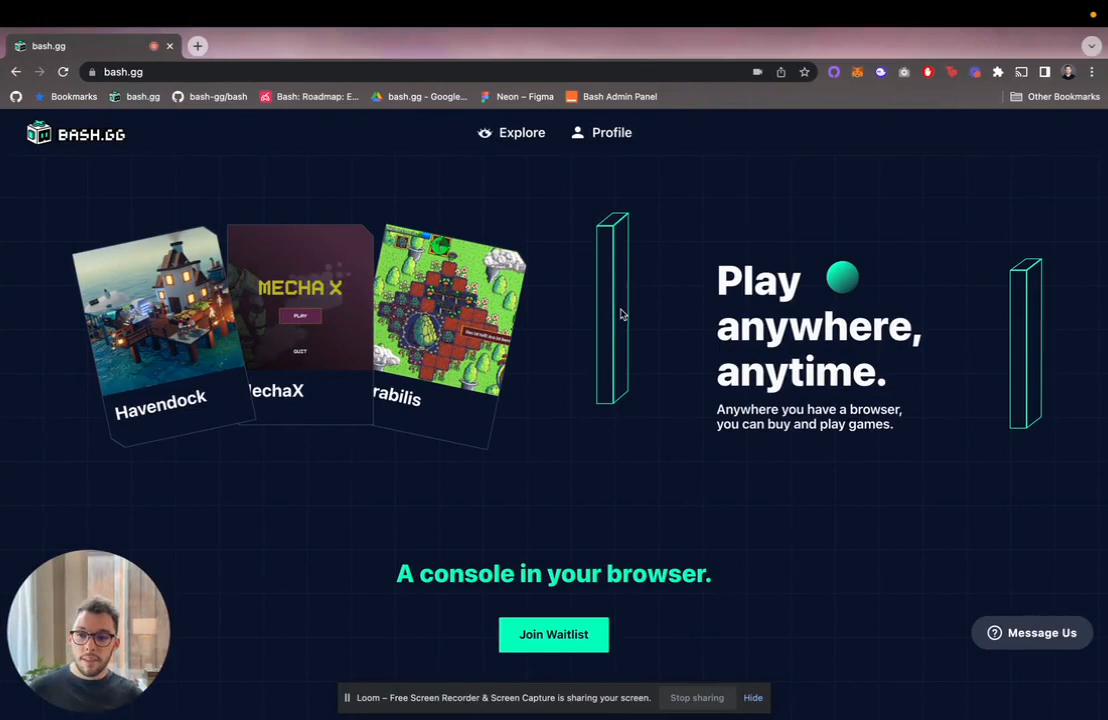 bash.gg
bash.gg
Bookmarks
bash.gg
bash-gg/bash
Bash: Roadmap: E...
bash.gg - Google...
Neon – Figma
Bash Admin Panel
Other Bookmarks
BASH.GG
Explore
Profile
MECHA X
PLAY
QUIT
Havendock
lechaX
rabilis
Play
anywhere,
anytime.
Anywhere you have a browser,
you can buy and play games.
A console in your browser.
Join Waitlist
Message Us
Loom – Free Screen Recorder & Screen Capture is sharing your screen.
Stop sharing
Hide